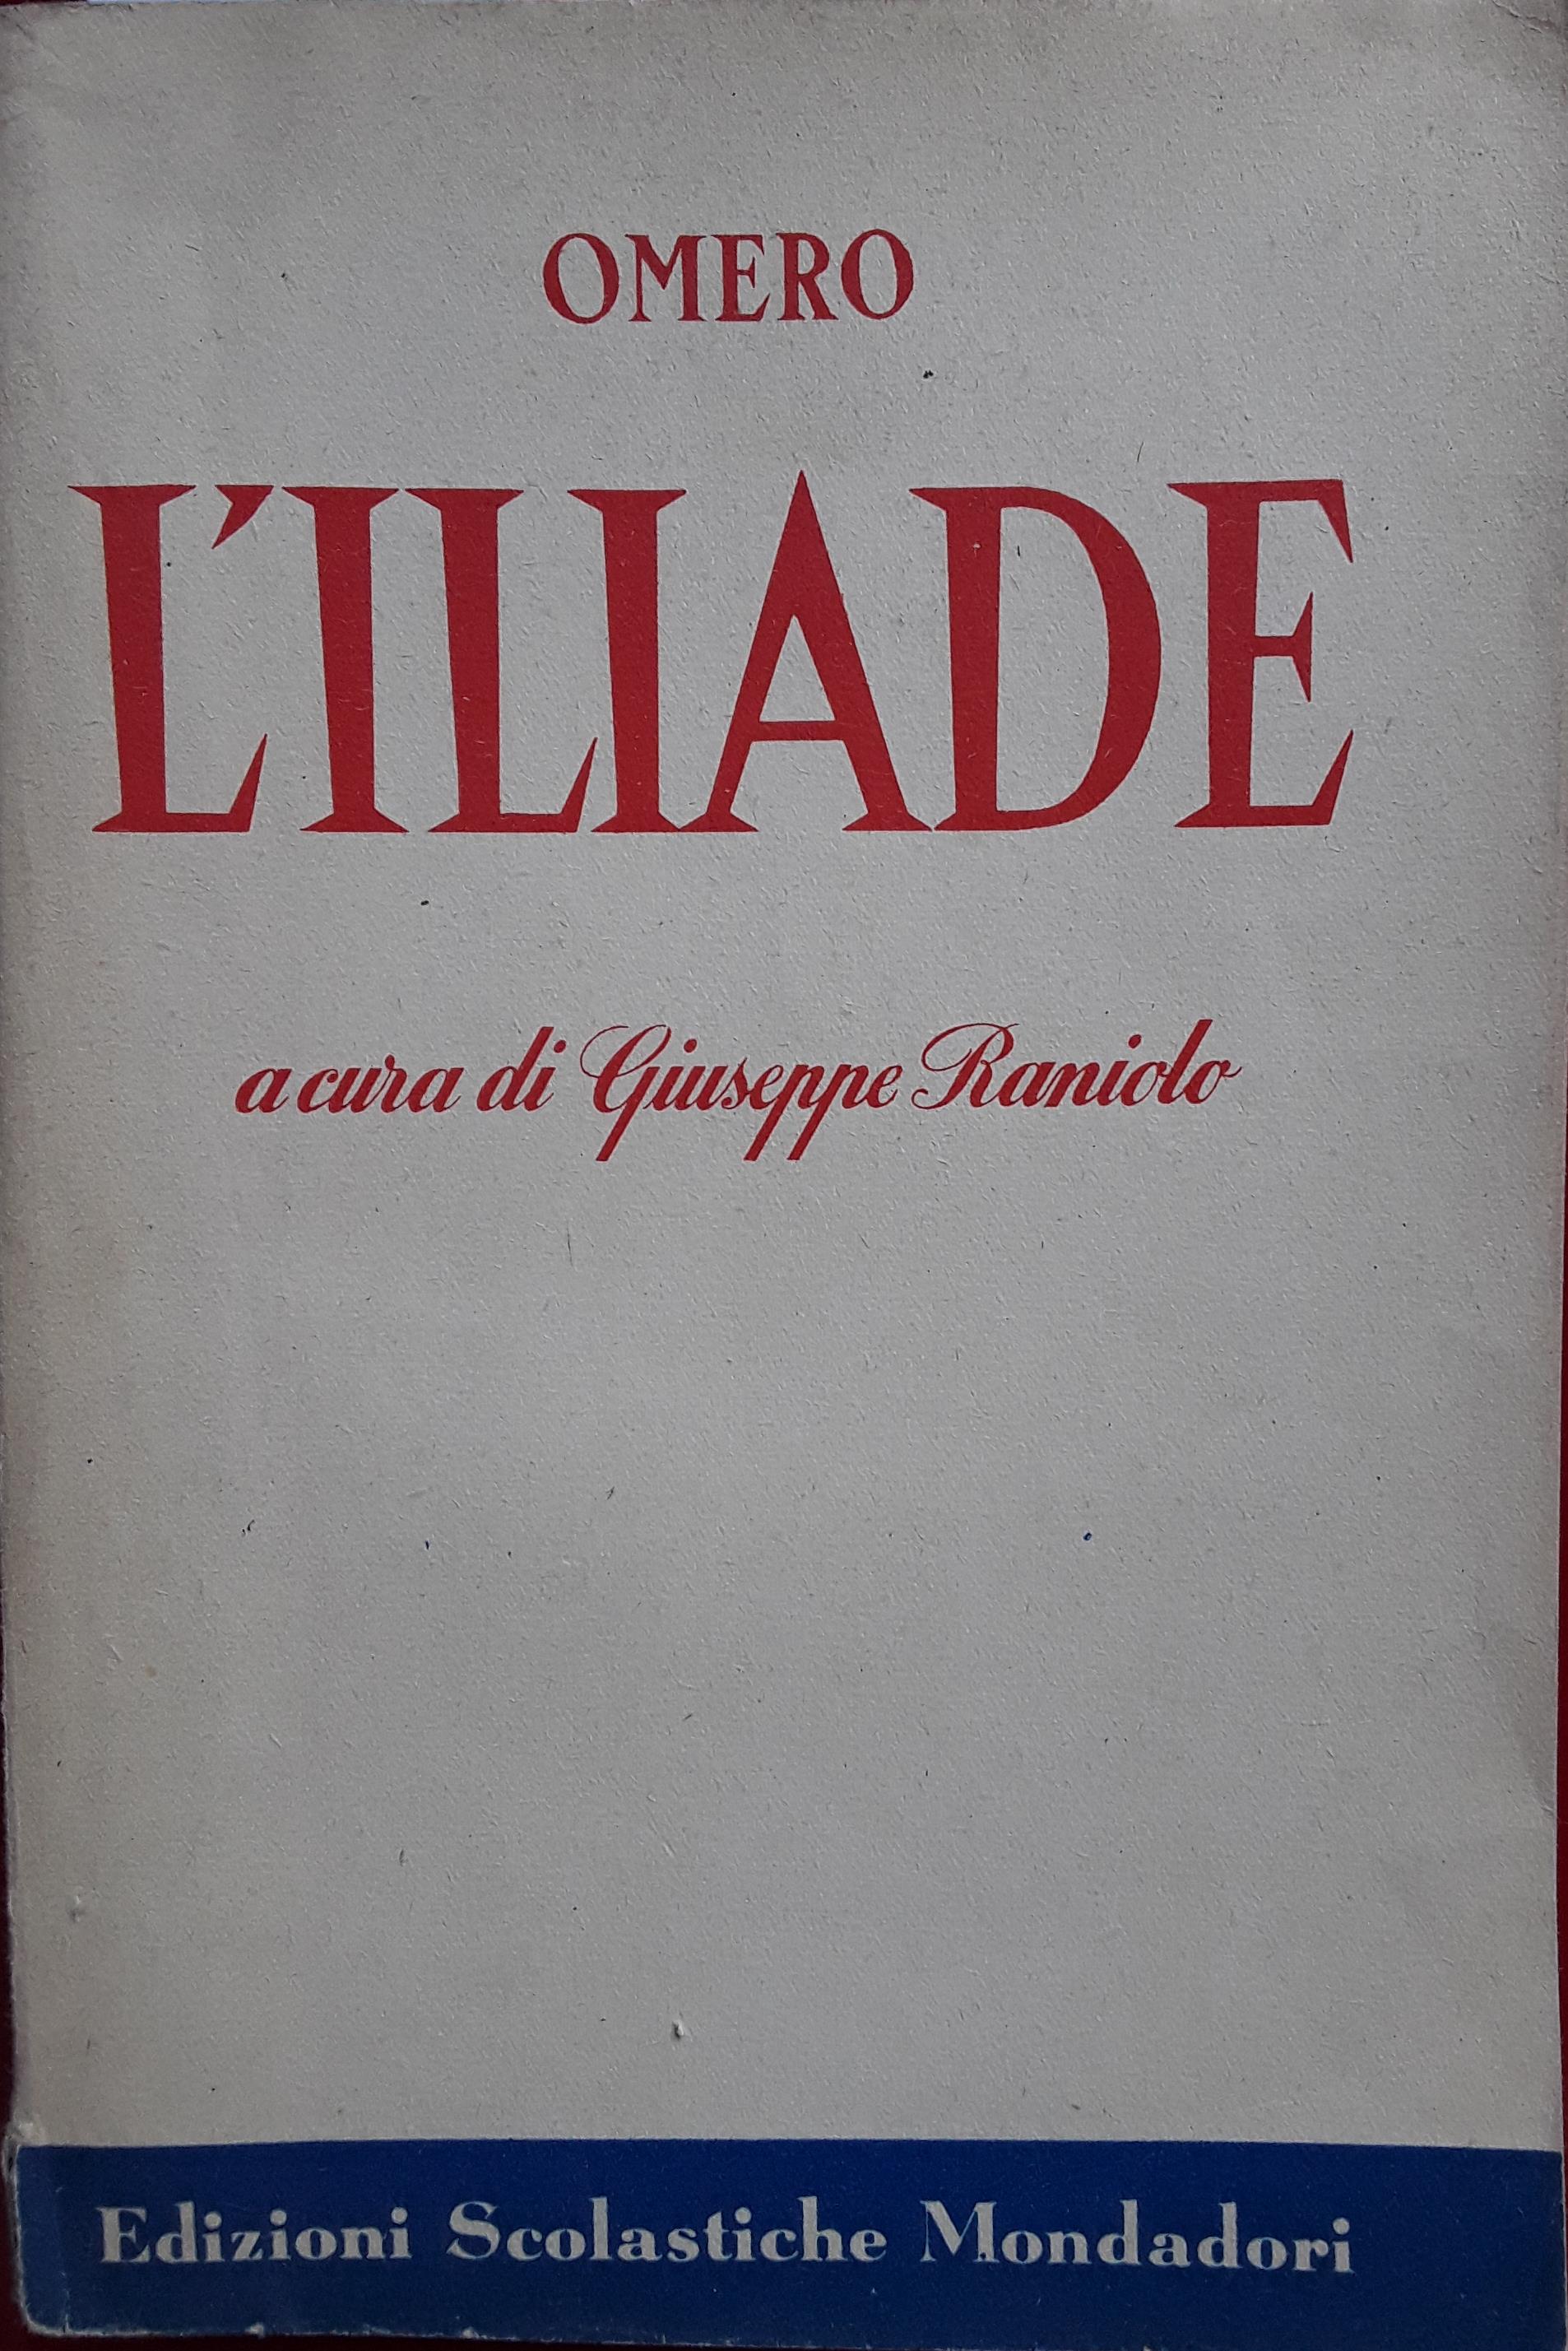 OMERO
L'ILIADE
a cura di Giuseppe Raniolo
Edizioni Scolastiche Mondadori